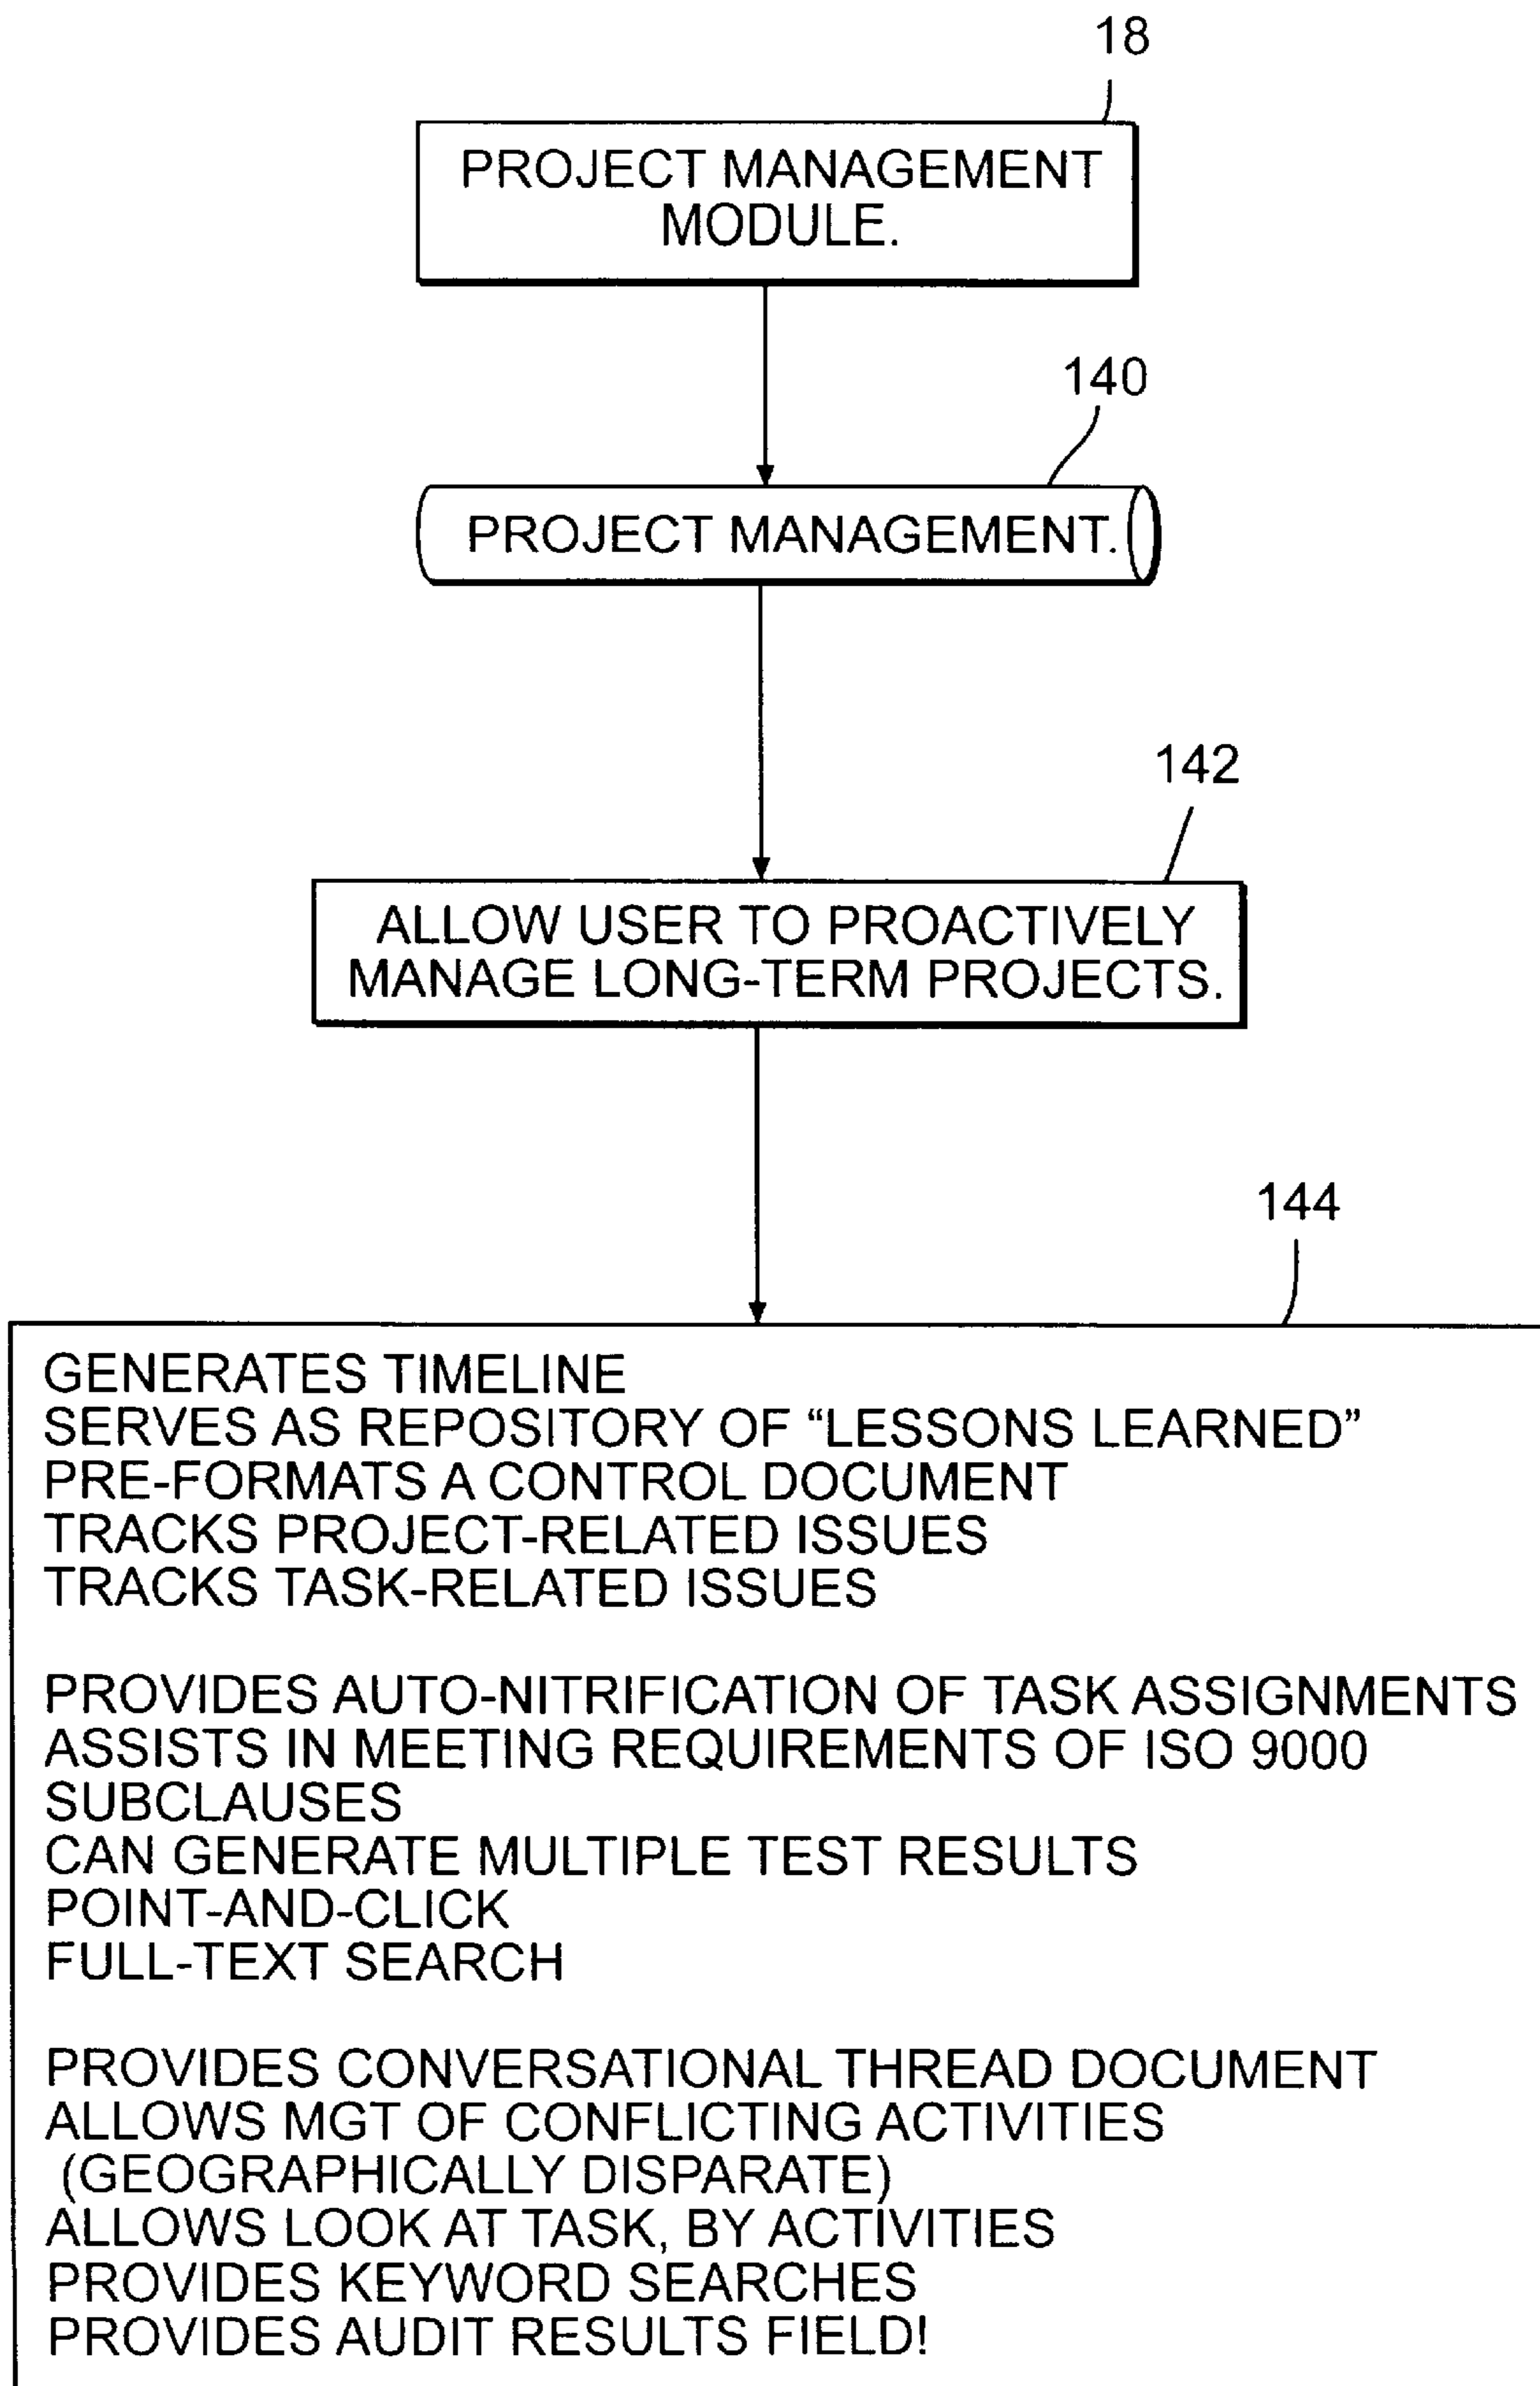 18
PROJECT MANAGEMENT
MODULE.
140
PROJECT MANAGEMENT.
142
ALLOW USER TO PROACTIVELY
MANAGE LONG-TERM PROJECTS.
144
GENERATES TIMELINE
SERVES AS REPOSITORY OF “LESSONS LEARNED”
PRE-FORMATS A CONTROL DOCUMENT
TRACKS PROJECT-RELATED ISSUES
TRACKS TASK-RELATED ISSUES
PROVIDES AUTO-NITRIFICATION OF TASK ASSIGNMENTS
ASSISTS IN MEETING REQUIREMENTS OF ISO 9000
SUBCLAUSES
CAN GENERATE MULTIPLE TEST RESULTS
POINT-AND-CLICK
FULL-TEXT SEARCH
PROVIDES CONVERSATIONAL THREAD DOCUMENT
ALLOWS MGT OF CONFLICTING ACTIVITIES
(GEOGRAPHICALLY DISPARATE)
ALLOWS LOOK AT TASK, BY ACTIVITIES
PROVIDES KEYWORD SEARCHES
PROVIDES AUDIT RESULTS FIELD!